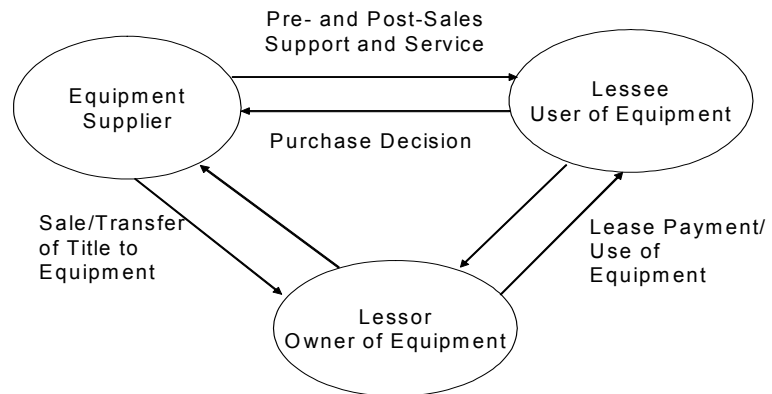 Pre- and Post-Sales
Support and Service
Equipment
Supplier
Lessee
User of Equipment
Purchase Decision
Sale/Transfer
of Title to
Equipment
Lease Payment/
Use of
Equipment
Lessor
Owner of Equipment